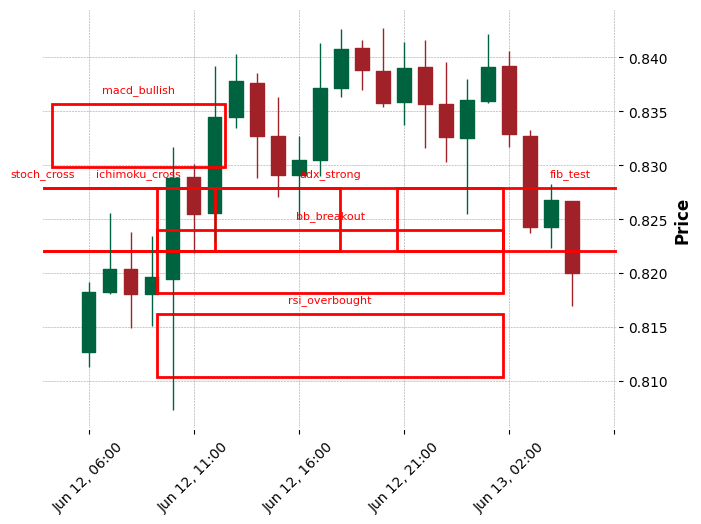 macd_bullish
stoch_cross
ichimoku_cross
adx_strong
fib_test
bb_breakout
rsi_overbought
0.840
0.835
0.830
0.825
0.820
0.815
0.810
Price
Jun 12, 06:00
Jun 12, 11:00
Jun 12, 16:00
Jun 12, 21:00
Jun 13, 02:00